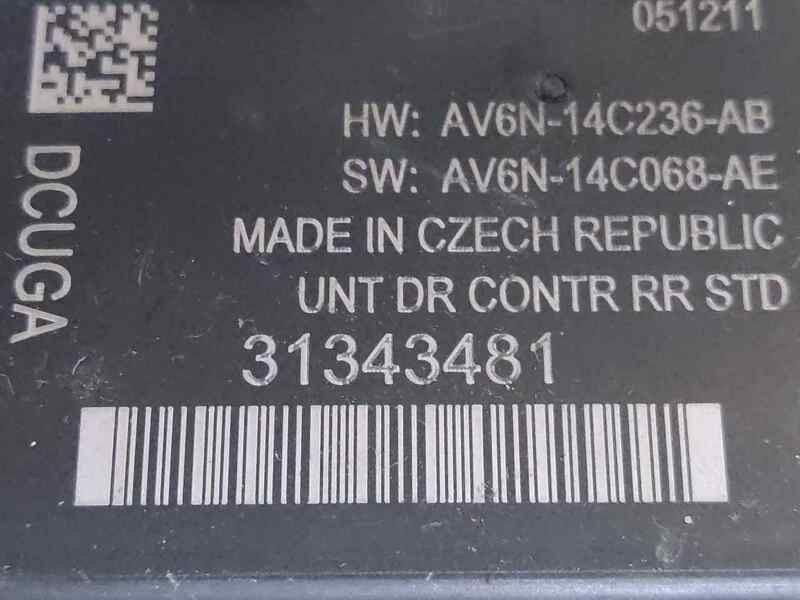 051211
HW: AV6N-14C236-AB
SW: AV6N-14C068-AE
MADE IN CZECH REPUBLIC
UNT DR CONTR RR STD
31343481
DCUGA